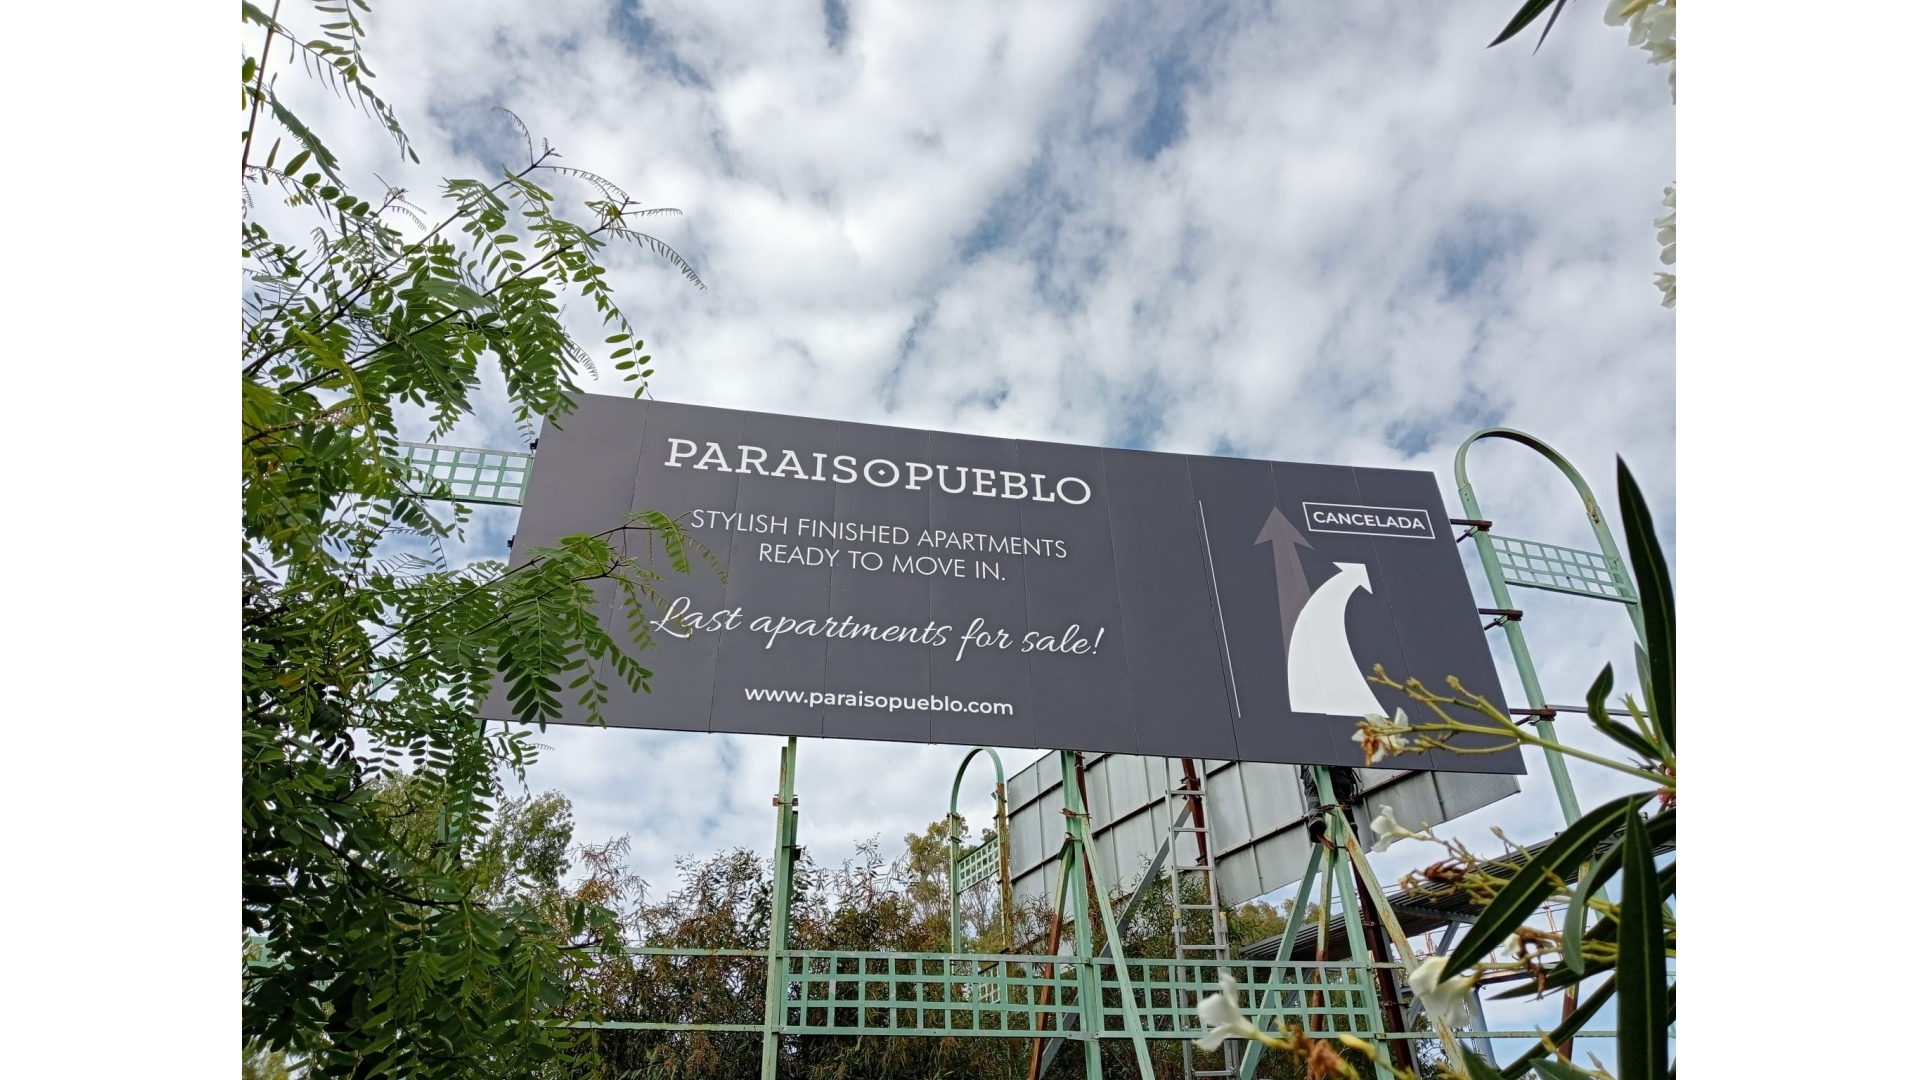 PARAISOPUEBLO
STYLISH FINISHED APARTMENTS
READY TO MOVE IN.
Last apartments for sale!
www.paraisopueblo.com
CANCELADA